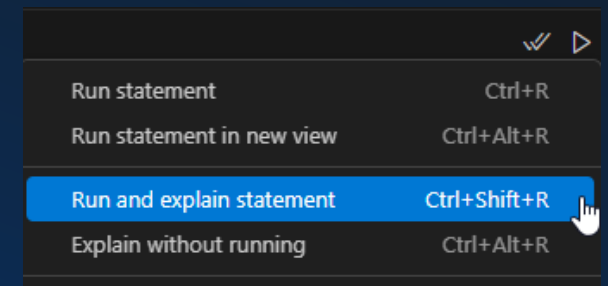 Run statement Ctrl+R
Run statement in new view Ctrl+Alt+R
Run and explain statement Ctrl+Shift+R
Explain without running Ctrl+Alt+R